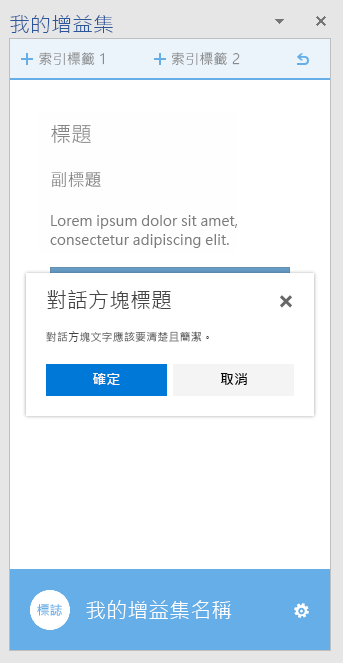 我的增益集
索引標籤 1
索引標籤 2
標題
副標題
Lorem ipsum dolor sit amet,
consectetur adipiscing elit.
對話方塊標題
對話方塊文字應該要清楚且簡潔。
確定
取消
標誌
我的增益集名稱